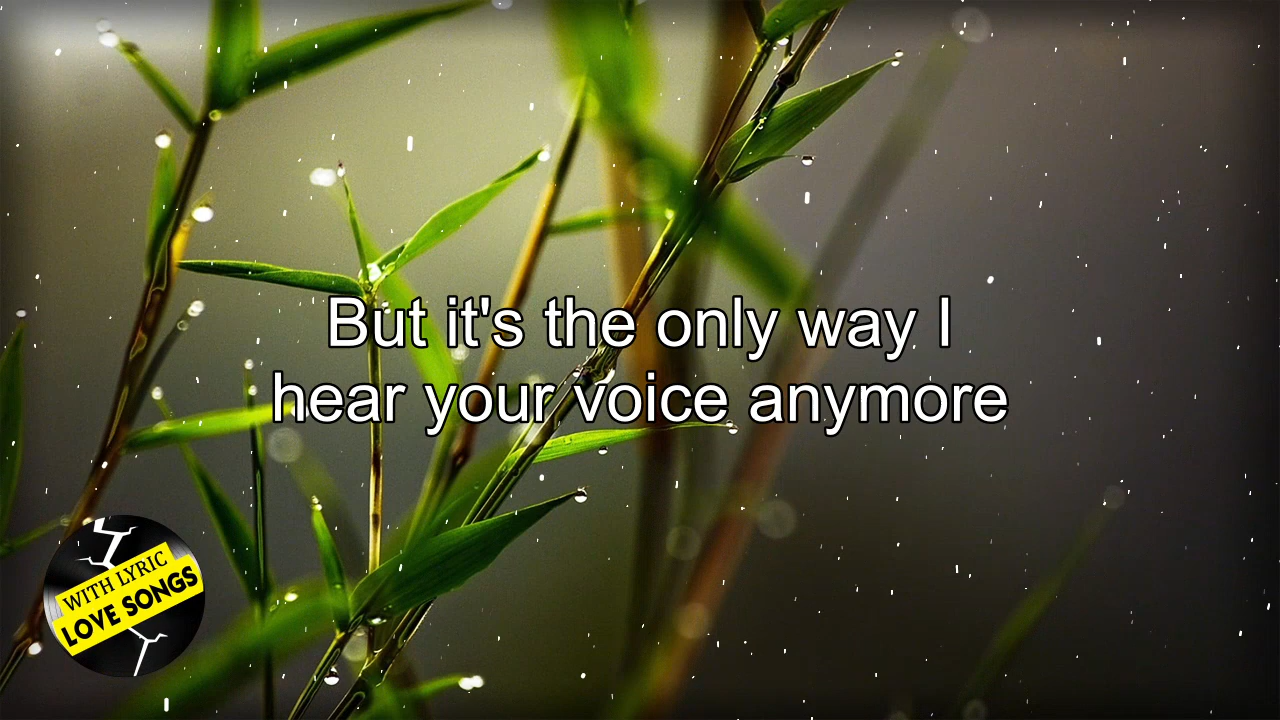 But it's the only way I
hear your voice anymore
WITH LYRIC
LOVE SONGS